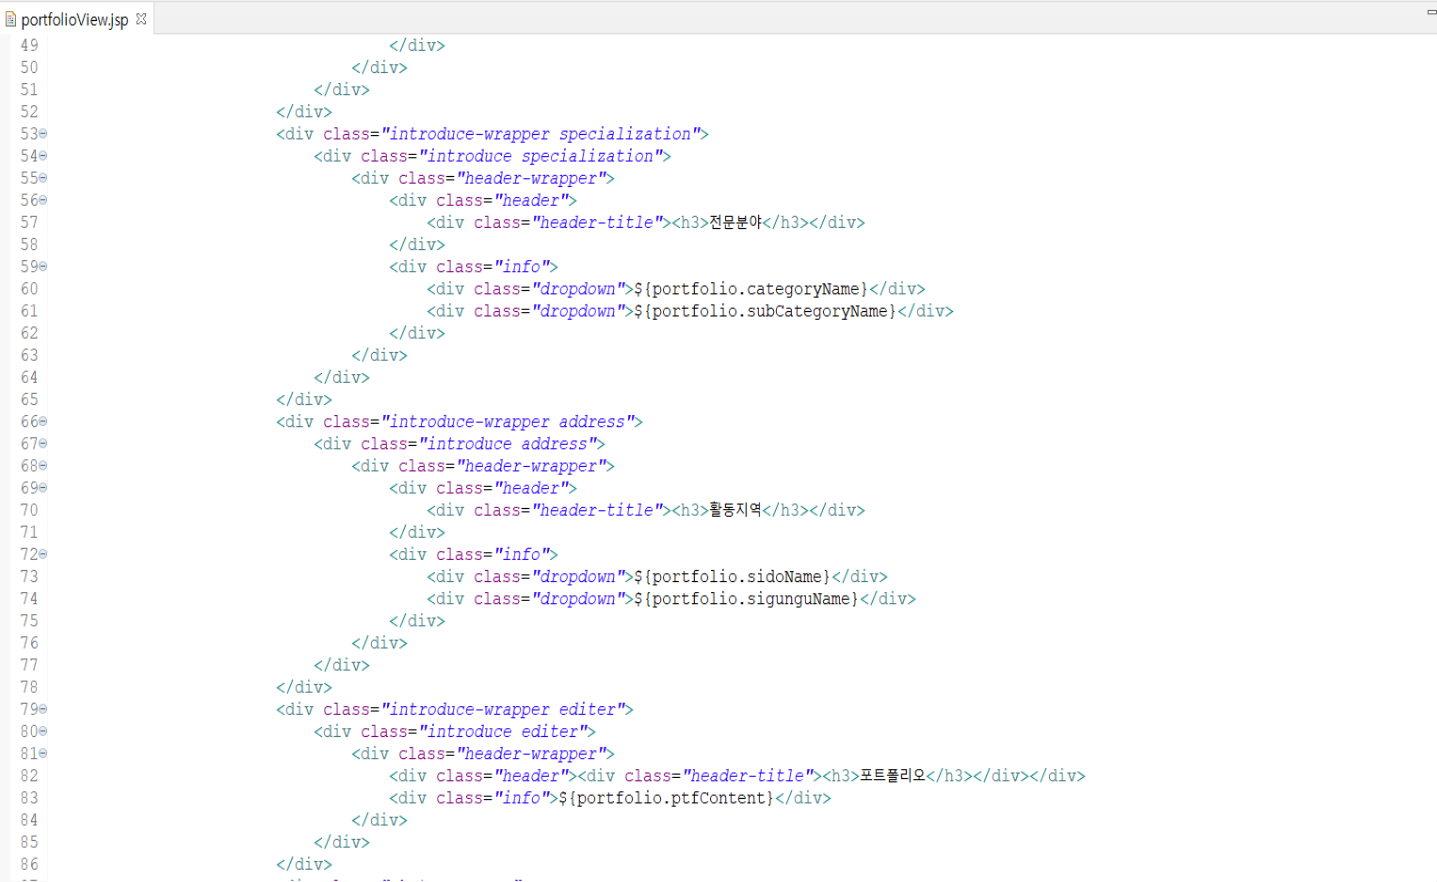 portfolioView.jsp
49 </div>
50 </div>
51 </div>
52 </div>
53 <div class="introduce-wrapper specialization">
54 <div class="introduce specialization">
55 <div class="header-wrapper">
56 <div class="header">
57 <div class="header-title"><h3>전문분야</h3></div>
58 </div>
59 <div class="info">
60 <div class="dropdown">${portfolio.categoryName}</div>
61 <div class="dropdown">${portfolio.subCategoryName}</div>
62 </div>
63 </div>
64 </div>
65 </div>
66 <div class="introduce-wrapper address">
67 <div class="introduce address">
68 <div class="header-wrapper">
69 <div class="header">
70 <div class="header-title"><h3>활동지역</h3></div>
71 </div>
72 <div class="info">
73 <div class="dropdown">${portfolio.sidoName}</div>
74 <div class="dropdown">${portfolio.sigunguName}</div>
75 </div>
76 </div>
77 </div>
78 </div>
79 <div class="introduce-wrapper editer">
80 <div class="introduce editer">
81 <div class="header-wrapper">
82 <div class="header"><div class="header-title"><h3>포트폴리오</h3></div></div>
83 <div class="info">${portfolio.ptfContent}</div>
84 </div>
85 </div>
86 </div>